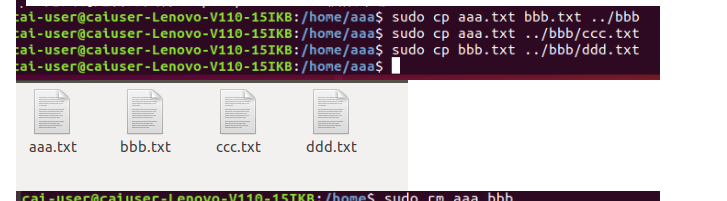 cai-user@caiuser-Lenovo-V110-15IKB:/home/aaa$ sudo cp aaa.txt bbb.txt ../bbb
cai-user@caiuser-Lenovo-V110-15IKB:/home/aaa$ sudo cp aaa.txt ../bbb/ccc.txt
cai-user@caiuser-Lenovo-V110-15IKB:/home/aaa$ sudo cp bbb.txt ../bbb/ddd.txt
cai-user@caiuser-Lenovo-V110-15IKB:/home/aaa$
aaa.txt bbb.txt ccc.txt ddd.txt
cai-user@caiuser-Lenovo-V110-15IKB:/home$ sudo rm aaa bbb